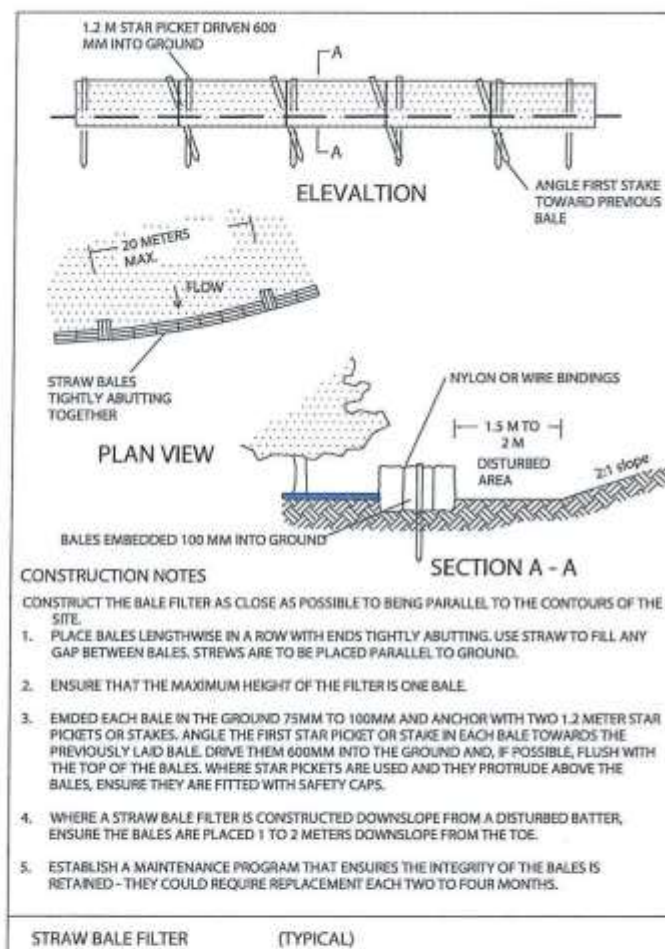 1.2 M STAR PICKET DRIVEN 600
MM INTO GROUND
A
A
ELEVALTION
ANGLE FIRST STAKE
TOWARD PREVIOUS
BALE
20 METERS
MAX.
FLOW
STRAW BALES
TIGHTLY ABUTTING
TOGETHER
PLAN VIEW
NYLON OR WIRE BINDINGS
1.5 M TO
2 M
DISTURBED
AREA
2:1 slope
BALES EMBEDDED 100 MM INTO GROUND
SECTION A - A
CONSTRUCTION NOTES
CONSTRUCT THE BALE FILTER AS CLOSE AS POSSIBLE TO BEING PARALLEL TO THE CONTOURS OF THE
SITE.
1. PLACE BALES LENGTHWISE IN A ROW WITH ENDS TIGHTLY ABUTTING. USE STRAW TO FILL ANY
GAP BETWEEN BALES. STREWS ARE TO BE PLACED PARALLEL TO GROUND.
2. ENSURE THAT THE MAXIMUM HEIGHT OF THE FILTER IS ONE BALE.
3. EMDED EACH BALE IN THE GROUND 75MM TO 100MM AND ANCHOR WITH TWO 1.2 METER STAR
PICKETS OR STAKES. ANGLE THE FIRST STAR PICKET OR STAKE IN EACH BALE TOWARDS THE
PREVIOUSLY LAID BALE. DRIVE THEM 600MM INTO THE GROUND AND, IF POSSIBLE, FLUSH WITH
THE TOP OF THE BALES. WHERE STAR PICKETS ARE USED AND THEY PROTRUDE ABOVE THE
BALES, ENSURE THEY ARE FITTED WITH SAFETY CAPS.
4. WHERE A STRAW BALE FILTER IS CONSTRUCTED DOWNSLOPE FROM A DISTURBED BATTER,
ENSURE THE BALES ARE PLACED 1 TO 2 METERS DOWNSLOPE FROM THE TOE.
5. ESTABLISH A MAINTENANCE PROGRAM THAT ENSURES THE INTEGRITY OF THE BALES IS
RETAINED - THEY COULD REQUIRE REPLACEMENT EACH TWO TO FOUR MONTHS.
STRAW BALE FILTER (TYPICAL)